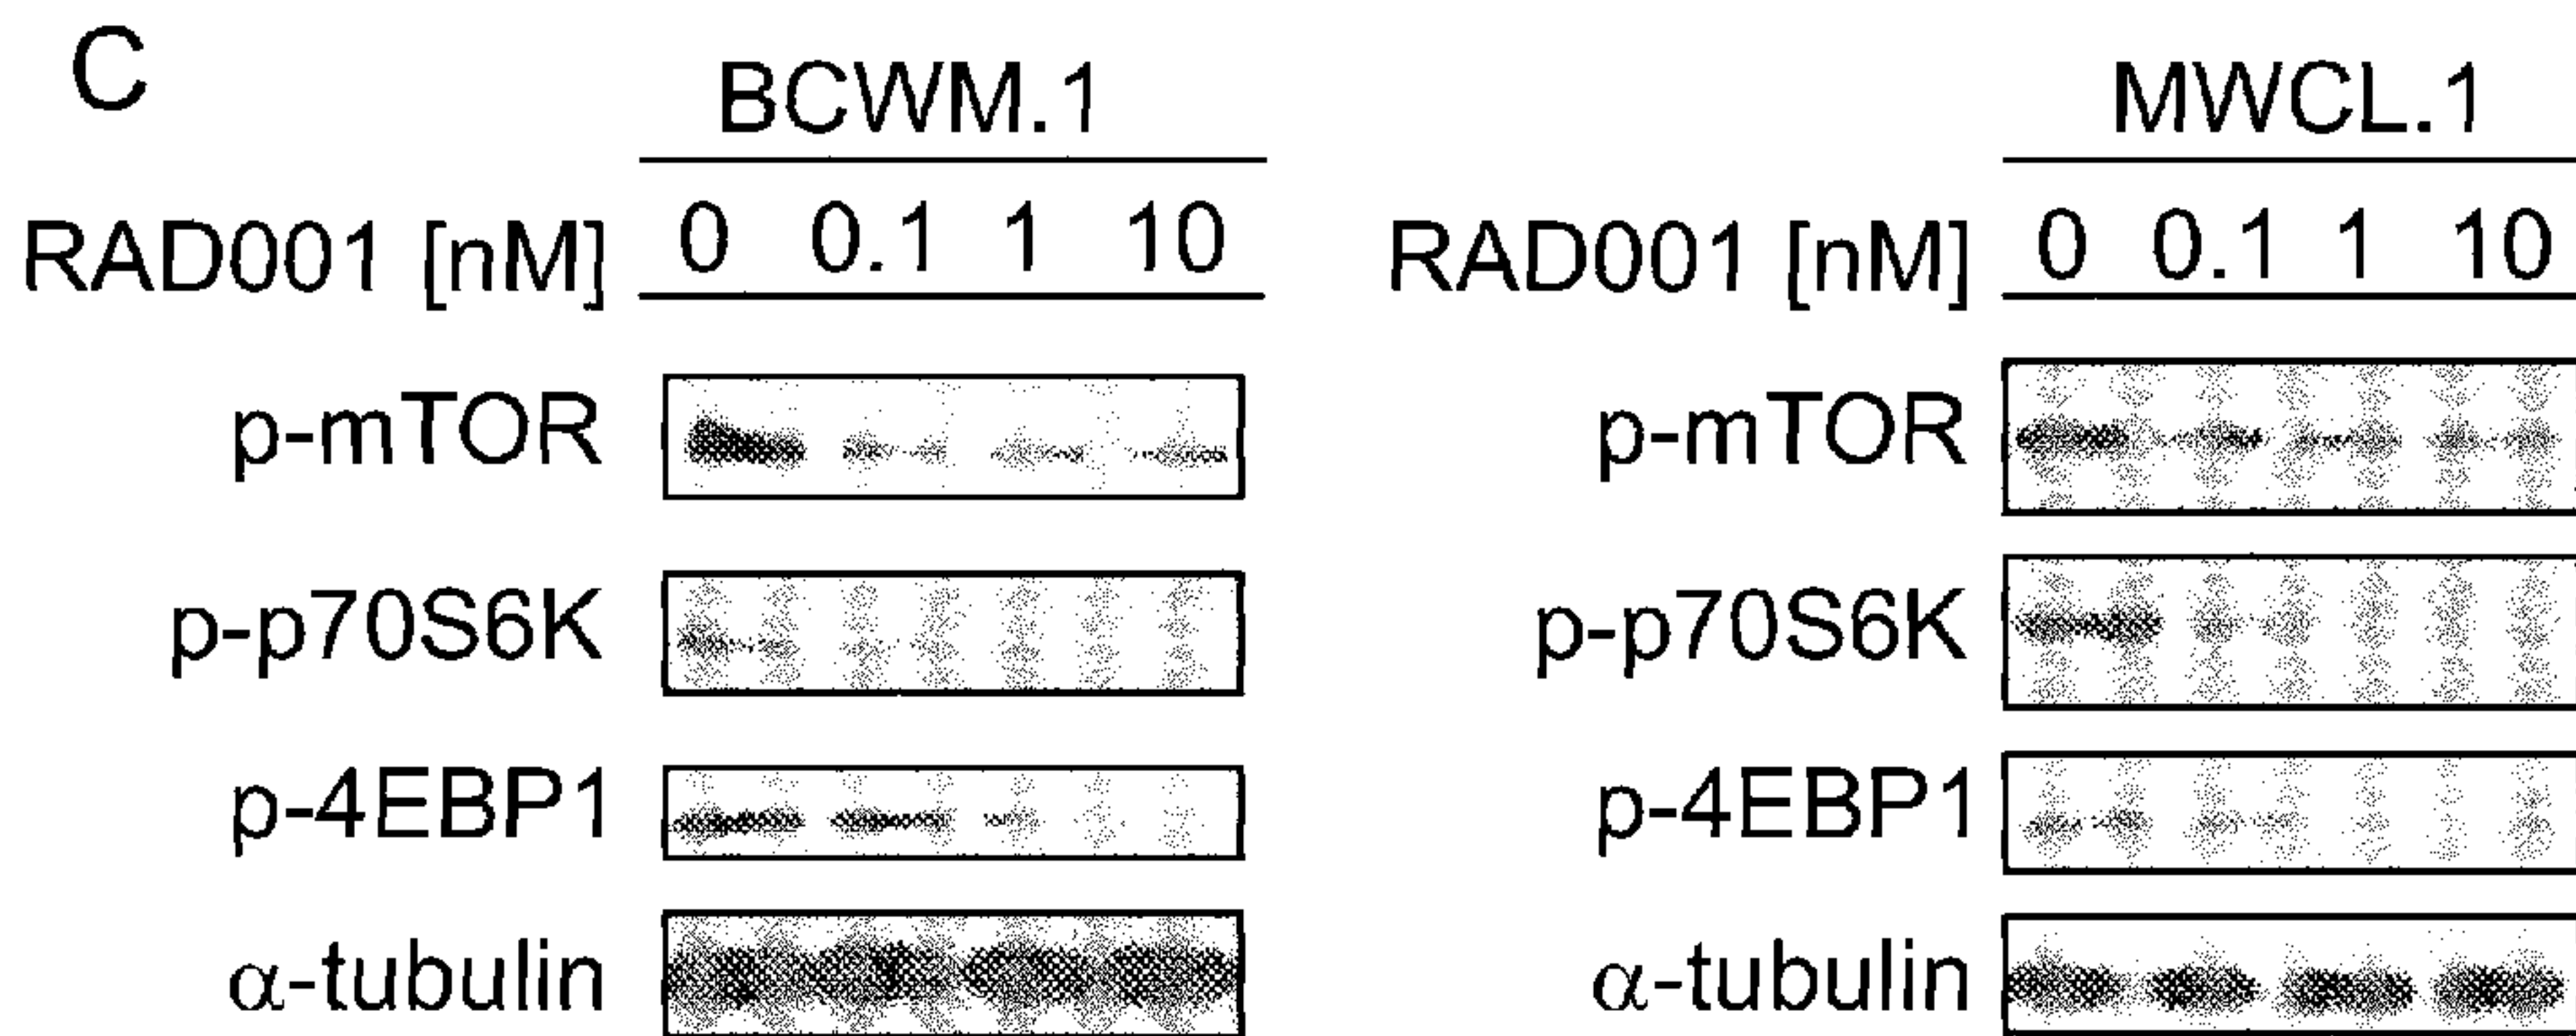 C
BCWM.1
RAD001 [nM] 0 0.1 1 10
p-mTOR
p-p70S6K
p-4EBP1
α-tubulin
MWCL.1
RAD001 [nM] 0 0.1 1 10
p-mTOR
p-p70S6K
p-4EBP1
α-tubulin